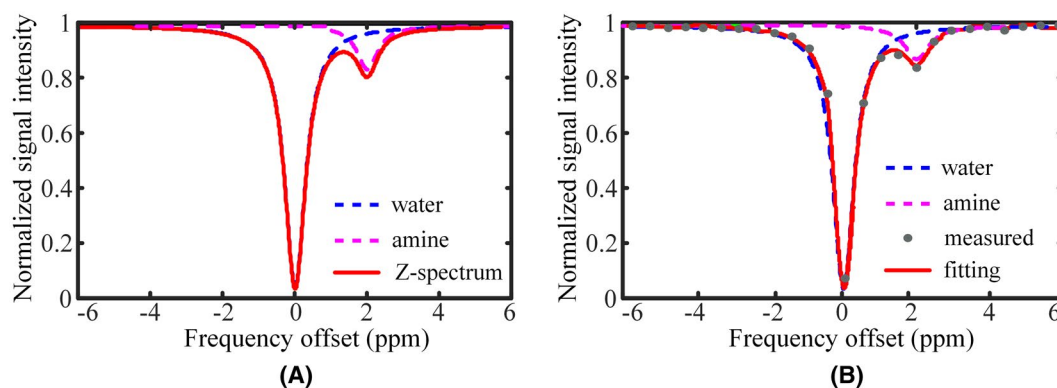 1
0.8
0.6
0.4
0.2
0
-6
-4
-2
0
2
4
6
Normalized signal intensity
Frequency offset (ppm)
water
amine
Z-spectrum
(A)
1
0.8
0.6
0.4
0.2
0
-6
-4
-2
0
2
4
6
Normalized signal intensity
Frequency offset (ppm)
water
amine
measured
fitting
(B)